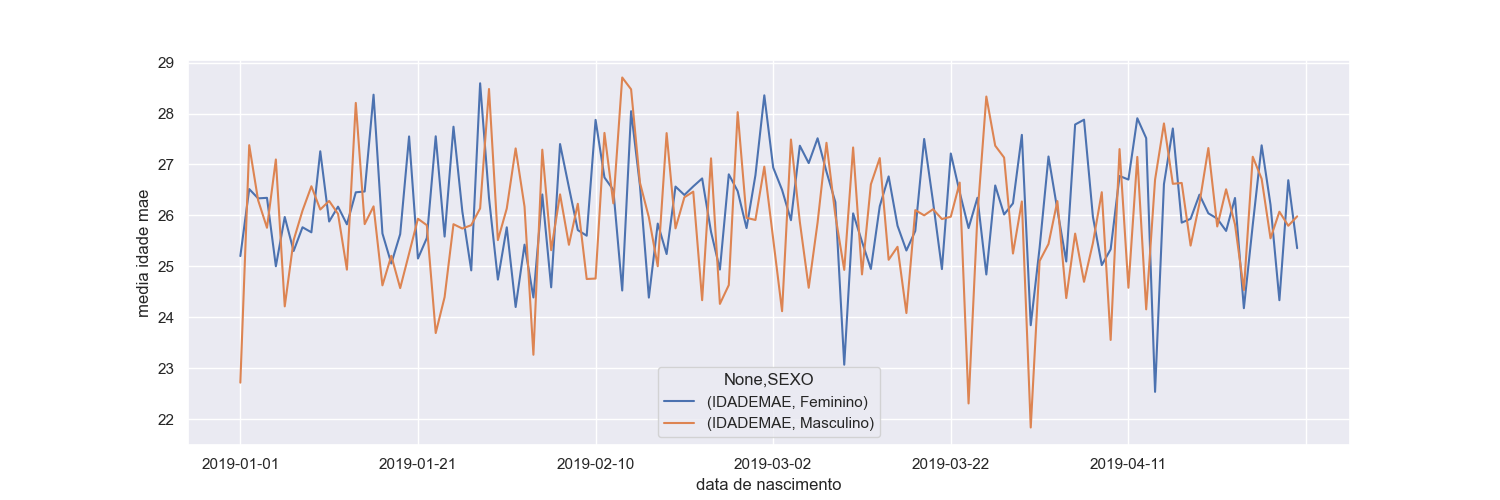 29
28
27
26
25
24
23
22
media idade mae
None,SEXO
(IDADEMAE, Feminino)
(IDADEMAE, Masculino)
2019-01-01 2019-01-21 2019-02-10 2019-03-02 2019-03-22 2019-04-11
data de nascimento